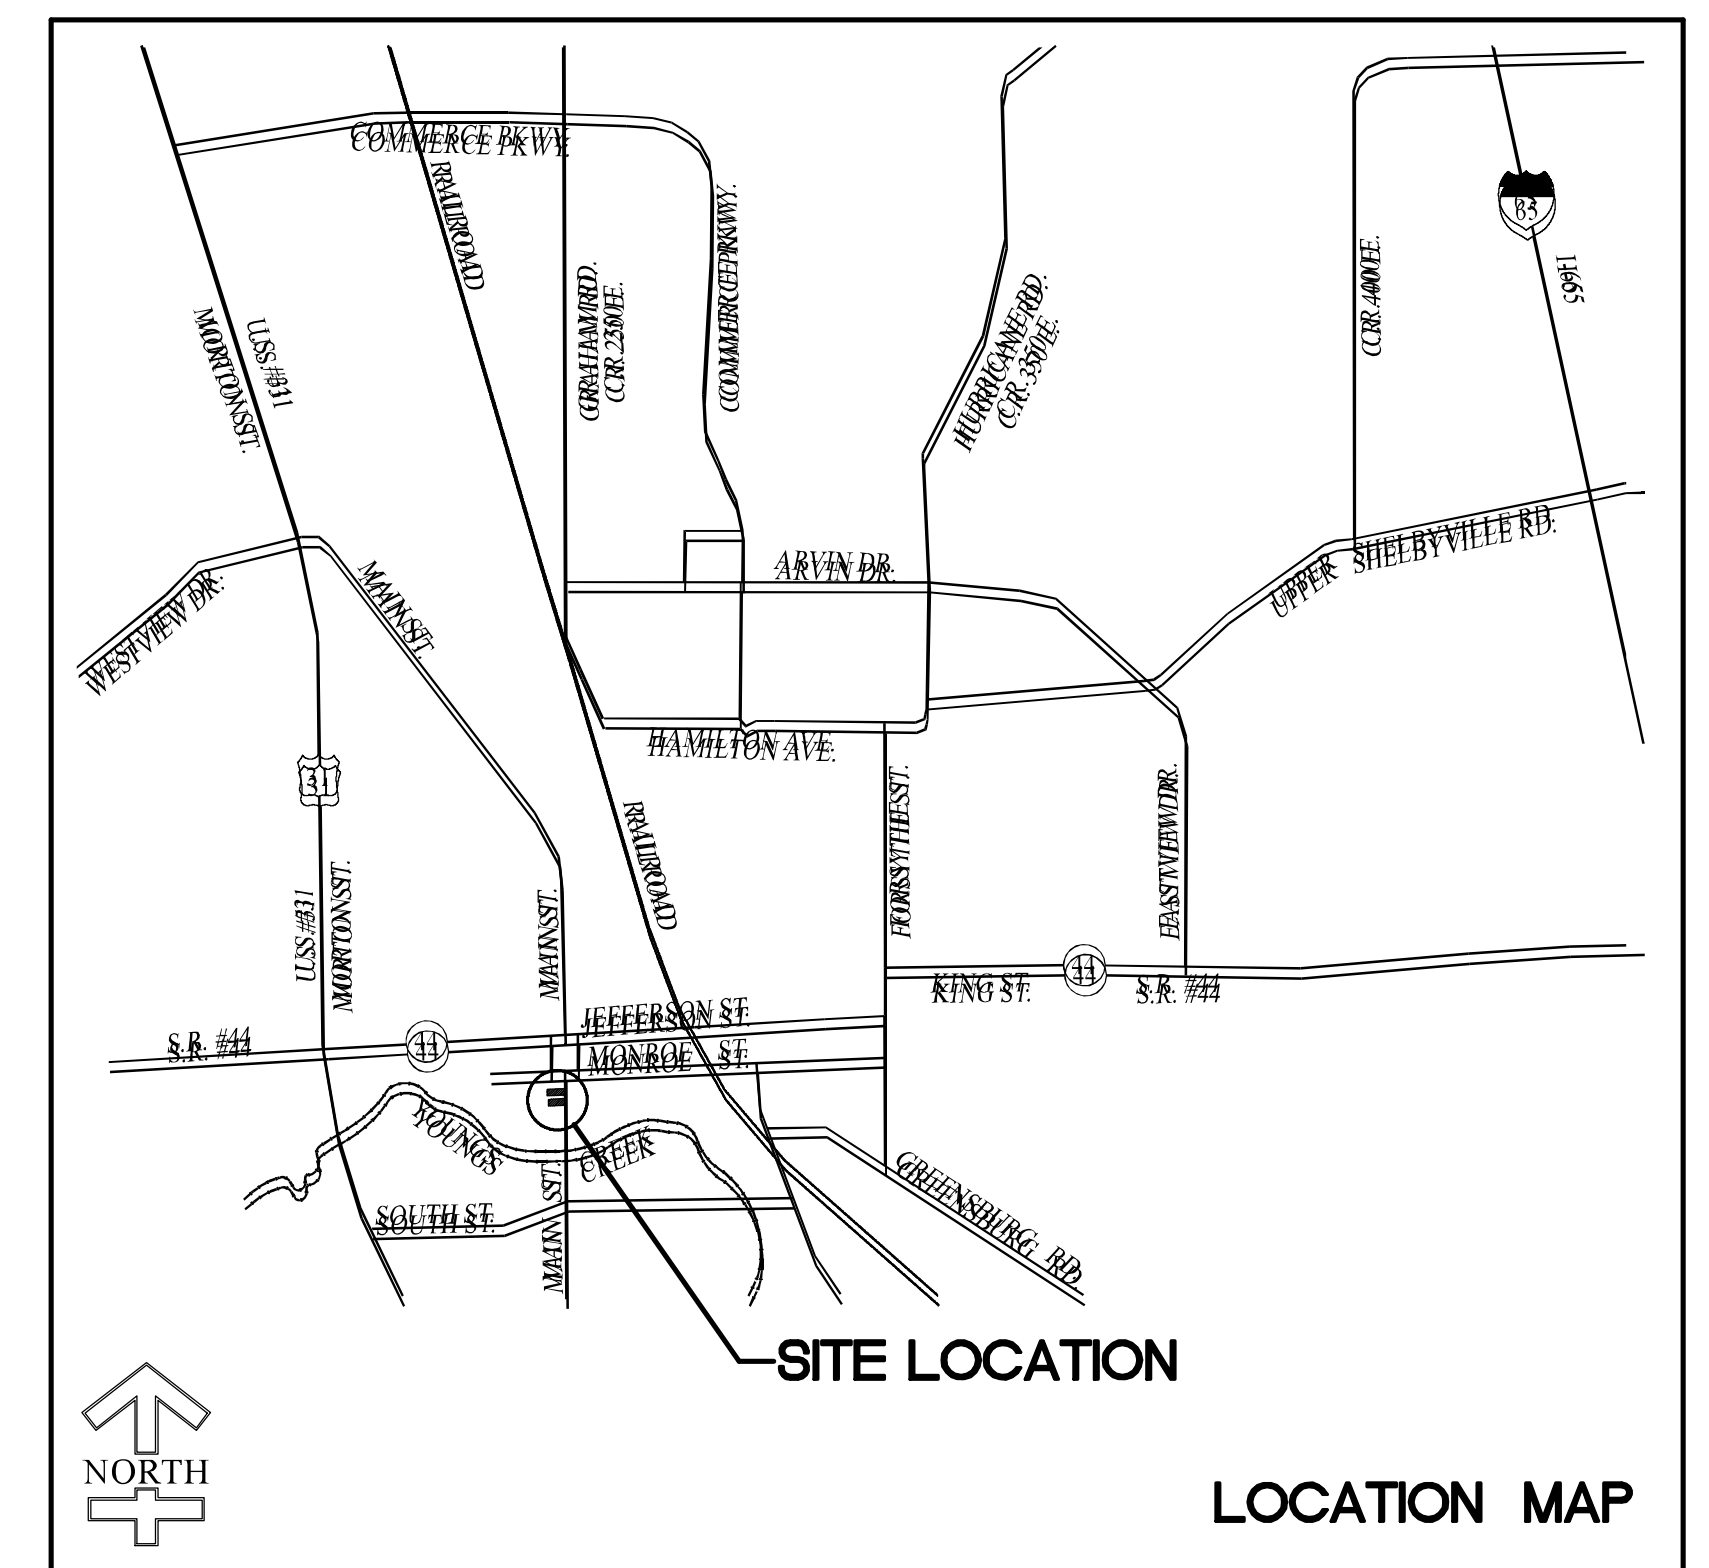 COMMERCE PKWY.
RAILROAD
COMMERCE PKWY.
65
I-65
C.R. 400 E.
GRAHAM RD.
C.R. 250 E.
HURRICANE RD.
C.R. 350 E.
U.S. #31
MORTON ST.
UPPER SHELBYVILLE RD.
ARVIN DR.
WESTVIEW DR.
MAIN ST.
HAMILTON AVE.
31
RAILROAD
FORSYTHE ST.
EASTVIEW DR.
U.S. #31
MORTON ST.
MAIN ST.
44
KING ST.
S.R. #44
JEFFERSON ST.
S.R. #44
44
MONROE ST.
YOUNGS
CREEK
GREENSBURG RD.
SOUTH ST.
MAIN ST.
SITE LOCATION
NORTH
LOCATION MAP